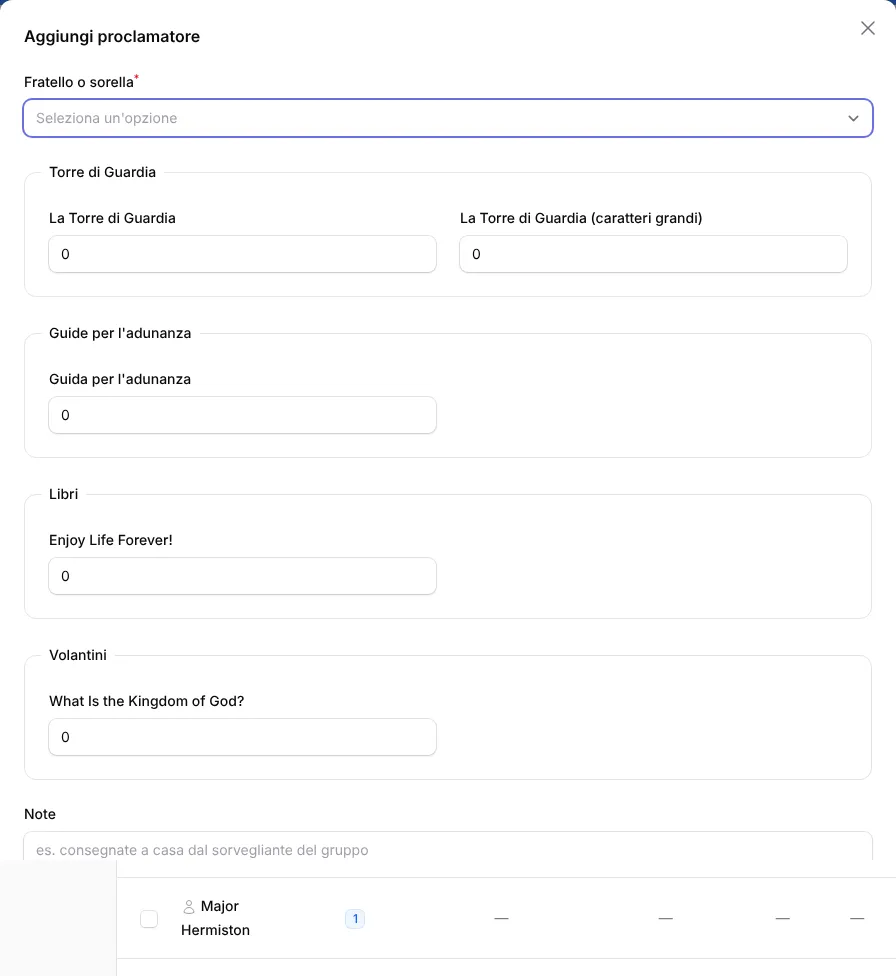 Aggiungi proclamatore
Fratello o sorella*
Seleziona un'opzione
Torre di Guardia
La Torre di Guardia
0
La Torre di Guardia (caratteri grandi)
0
Guide per l'adunanza
Guida per l'adunanza
0
Libri
Enjoy Life Forever!
0
Volantini
What Is the Kingdom of God?
0
Note
es. consegnate a casa dal sorvegliante del gruppo
Major
Hermiston
1
—
—
—
—